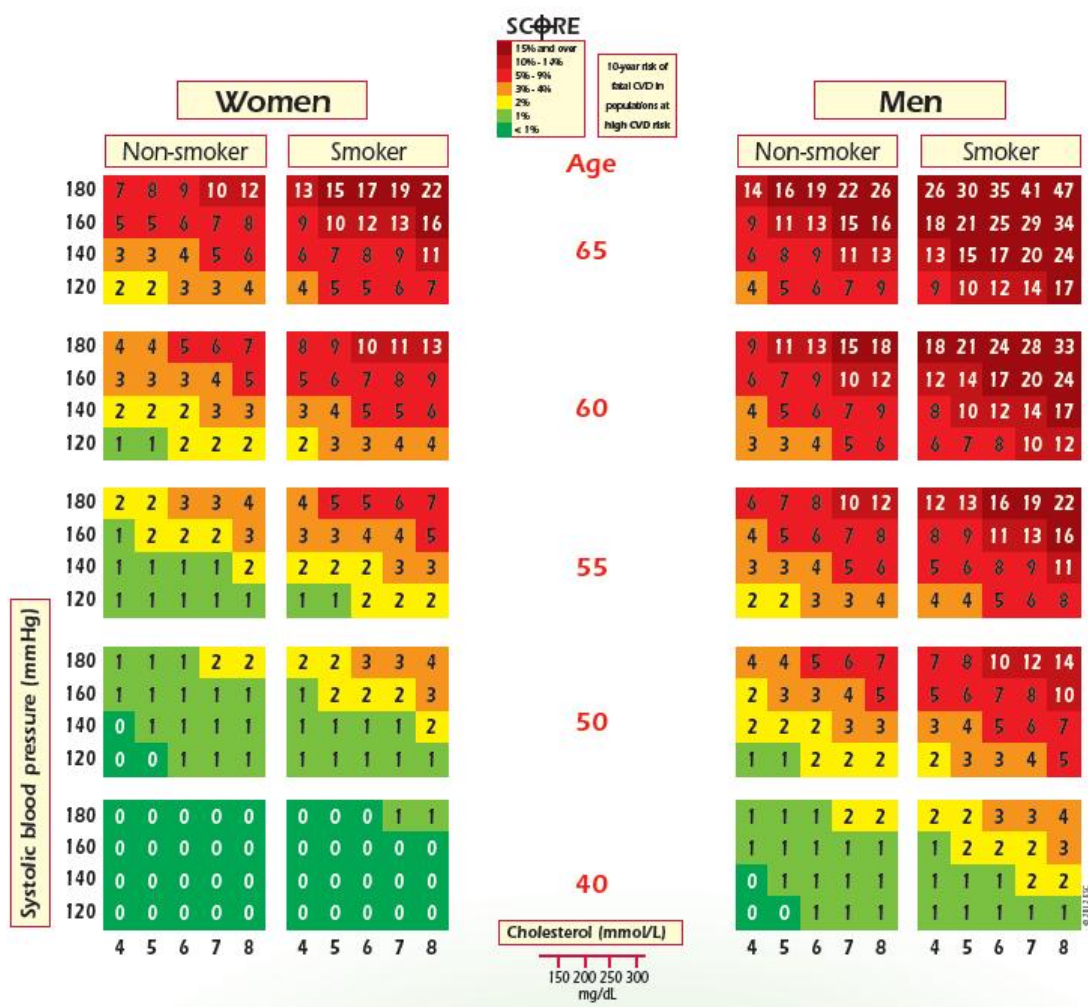 SCORE
15% and over
10% - 14%
5% - 9%
3% - 4%
2%
1%
< 1%
10-year risk of
fatal CVD in
populations at
high CVD risk
Women
Men
Non-smoker Smoker Age Non-smoker Smoker
180 7 8 9 10 12 13 15 17 19 22 14 16 19 22 26 26 30 35 41 47
160 5 5 6 7 8 9 10 12 13 16 9 11 13 15 16 18 21 25 29 34
65
140 3 3 4 5 6 6 7 8 9 11 6 8 9 11 13 13 15 17 20 24
120 2 2 3 3 4 4 5 5 6 7 4 5 6 7 9 9 10 12 14 17
180 4 4 5 6 7 8 9 10 11 13 9 11 13 15 18 18 21 24 28 33
160 3 3 3 4 5 5 6 7 8 9 6 7 9 10 12 12 14 17 20 24
60
140 2 2 2 3 3 3 4 5 5 6 4 5 6 7 9 8 10 12 14 17
120 1 1 2 2 2 2 3 3 4 4 3 3 4 5 6 6 7 8 10 12
180 2 2 3 3 4 4 5 5 6 7 6 7 8 10 12 12 13 16 19 22
160 1 2 2 2 3 3 3 4 4 5 4 5 6 7 8 8 9 11 13 16
55
140 1 1 1 1 2 2 2 2 3 3 3 3 4 5 6 5 6 8 9 11
120 1 1 1 1 1 1 1 2 2 2 2 2 3 3 4 4 4 5 6 8
180 1 1 1 2 2 2 2 3 3 4 4 4 5 6 7 7 8 10 12 14
160 1 1 1 1 1 1 2 2 2 3 2 3 3 4 5 5 6 7 8 10
50
140 0 1 1 1 1 1 1 1 1 2 2 2 2 3 3 3 4 5 6 7
120 0 0 1 1 1 1 1 1 1 1 1 1 2 2 2 2 3 3 4 5
180 0 0 0 0 0 0 0 0 1 1 1 1 1 2 2 2 2 3 3 4
160 0 0 0 0 0 0 0 0 0 0 1 1 1 1 1 1 2 2 2 3
140 0 0 0 0 0 0 0 0 0 0 0 1 1 1 1 1 1 1 2 2
40
120 0 0 0 0 0 0 0 0 0 0 0 0 1 1 1 1 1 1 1 1
4 5 6 7 8 4 5 6 7 8 4 5 6 7 8 4 5 6 7 8
Systolic blood pressure (mmHg)
Cholesterol (mmol/L)
150 200 250 300
mg/dL